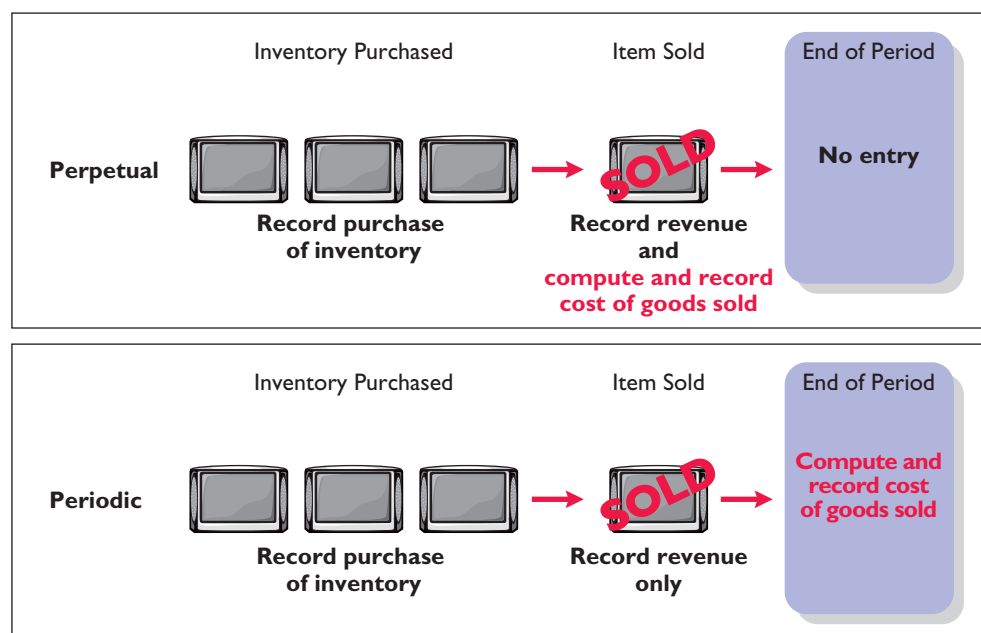 Inventory Purchased Item Sold End of Period
Perpetual
SOLD
No entry
Record purchase
of inventory
Record revenue
and
compute and record
cost of goods sold
Inventory Purchased Item Sold End of Period
Periodic
SOLD
Compute and
record cost
of goods sold
Record purchase
of inventory
Record revenue
only